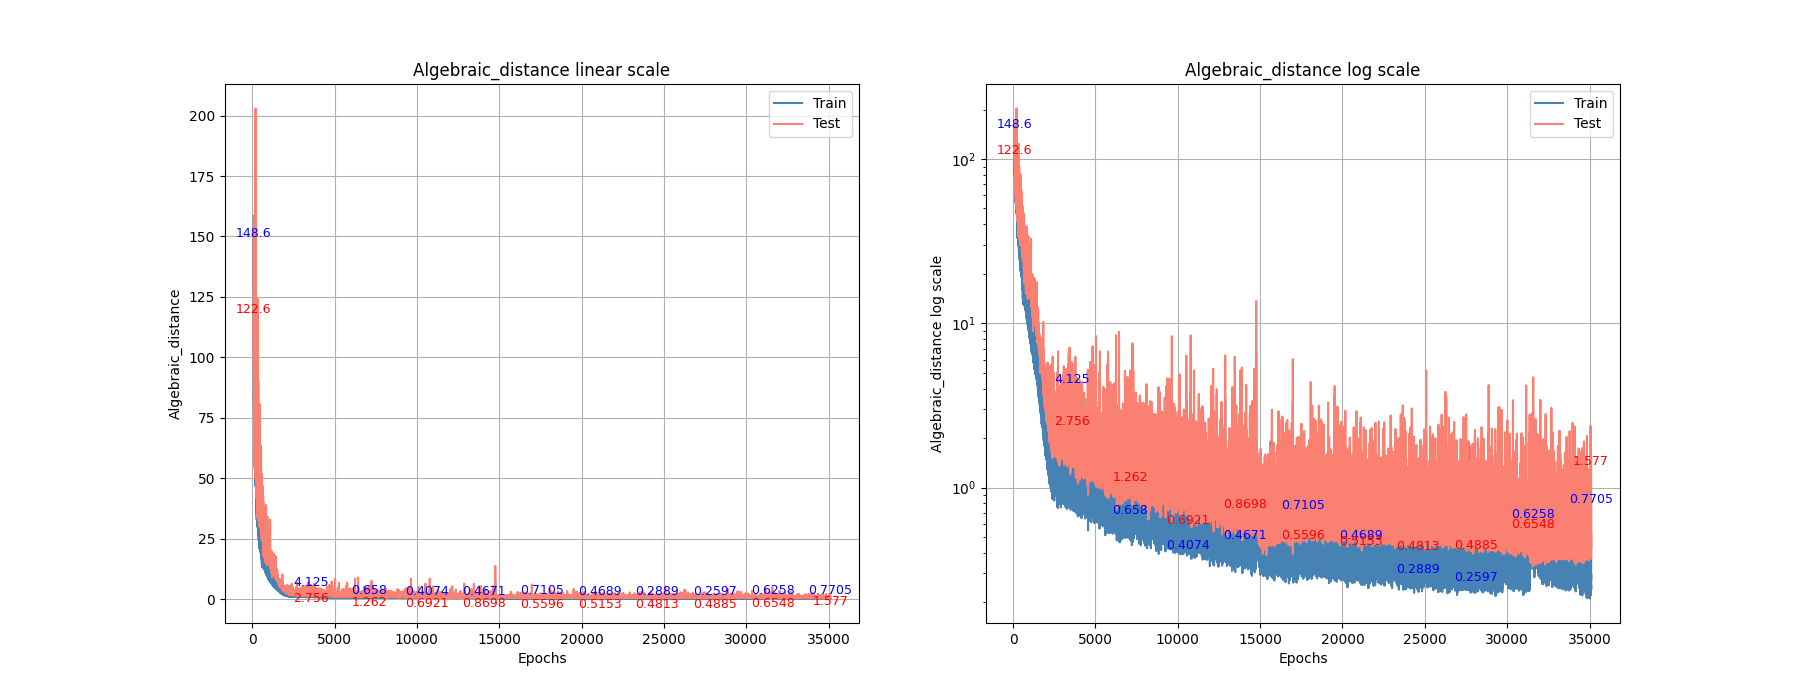 Algebraic_distance linear scale
Algebraic_distance
200
175
150
125
100
75
50
25
0
Train
Test
148.6
122.6
4.125 0.658 0.4074 0.4671 0.7105 0.4689 0.2889 0.2597 0.6258 0.7705
2.756 1.262 0.6921 0.8698 0.5596 0.5153 0.4813 0.4885 0.6548 1.577
0 5000 10000 15000 20000 25000 30000 35000
Epochs
Algebraic_distance log scale
Algebraic_distance log scale
10²
10¹
10⁰
Train
Test
148.6
122.6
4.125 0.658 0.4074 0.4671 0.7105 0.4689 0.2889 0.2597 0.6258 0.7705
2.756 1.262 0.6921 0.8698 0.5596 0.5153 0.4813 0.4885 0.6548 1.577
0 5000 10000 15000 20000 25000 30000 35000
Epochs